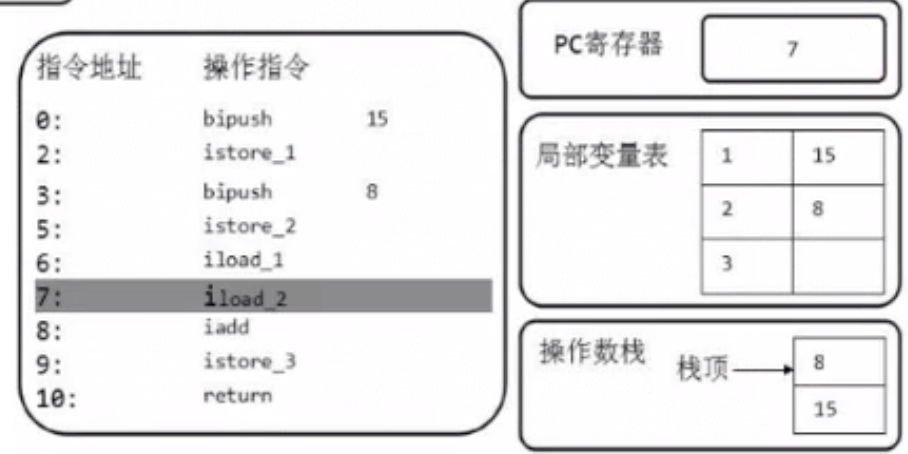 指令地址 操作指令
0: bipush 15
2: istore_1
3: bipush 8
5: istore_2
6: iload_1
7: iload_2
8: iadd
9: istore_3
10: return
PC寄存器 7
局部变量表 1 15
2 8
3
操作数栈 栈顶 8
15